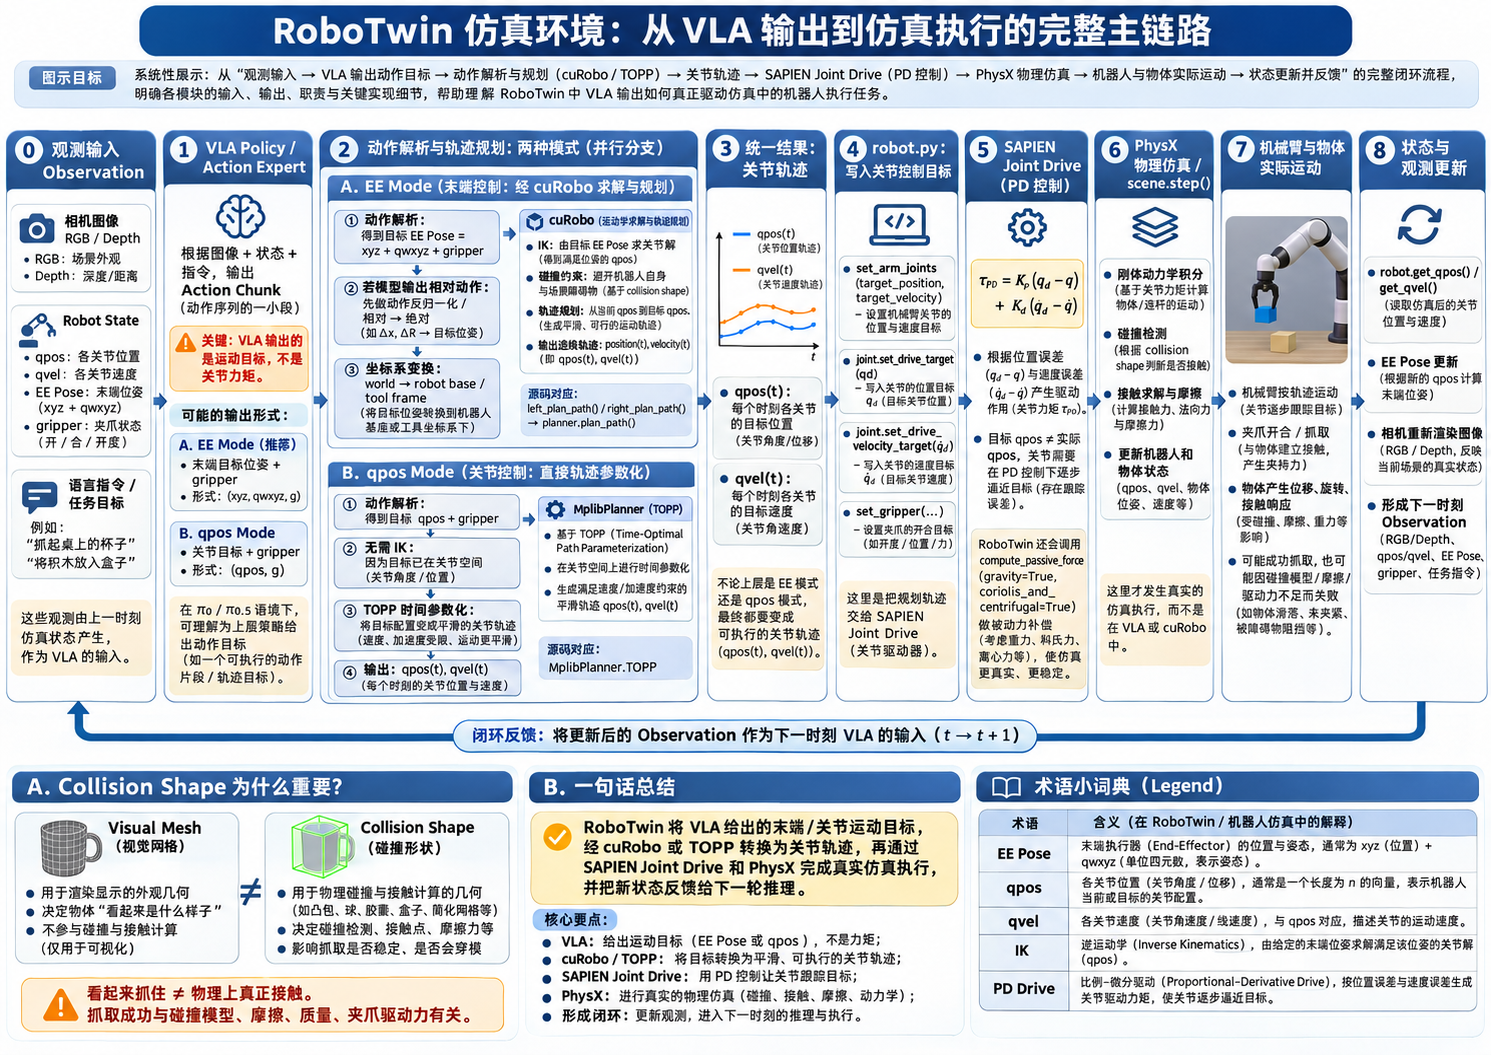 RoboTwin 仿真环境：从 VLA 输出到仿真执行的完整主链路
图示目标
系统性展示：从 “观测输入 → VLA 输出动作目标 → 动作解析与规划（cuRobo / TOPP）→ 关节轨迹 → SAPIEN Joint Drive（PD 控制）→ PhysX 物理仿真 → 机器人与物体实际运动 → 状态更新并反馈” 的完整闭环流程，
明确各模块的输入、输出、职责与关键实现细节，帮助理解 RoboTwin 中 VLA 输出如何真正驱动仿真中的机器人执行任务。
0 观测输入
Observation
相机图像
RGB / Depth
• RGB：场景外观
• Depth：深度/距离
Robot State
• qpos：各关节位置
• qvel：各关节速度
• EE Pose：末端位姿
(xyz + qwxyz)
• gripper：夹爪状态
（开 / 合 / 开度）
语言指令 /
任务目标
例如：
“抓起桌上的杯子”
“将积木放入盒子”
这些观测由上一时刻
仿真状态产生，
作为 VLA 的输入。
1 VLA Policy /
Action Expert
根据图像 + 状态 +
指令，输出
Action Chunk
（动作序列的一小段）
关键：VLA 输出的
是运动目标，不是
关节力矩。
可能的输出形式：
A. EE Mode（推荐）
• 末端目标位姿 +
gripper
• 形式：(xyz, qwxyz, g)
B. qpos Mode
• 关节目标 + gripper
• 形式：(qpos, g)
在 π₀ / π₀.₅ 语境下，
可理解为上层策略给
出动作目标
（如一个可执行的动作
片段 / 轨迹目标）。
2 动作解析与轨迹规划：两种模式（并行分支）
A. EE Mode（末端控制：经 cuRobo 求解与规划）
① 动作解析：
得到目标 EE Pose =
xyz + qwxyz + gripper
② 若模型输出相对动作：
先做动作反归一化 /
相对 → 绝对
（如 Δx, ΔR → 目标位姿）
③ 坐标系变换：
world → robot base /
tool frame
（将目标位姿转换到机器人
基座或工具坐标系下）
cuRobo（运动学求解与轨迹规划）
• IK：由目标 EE Pose 求关节解
（得到满足位姿的 qpos）
• 碰撞约束：避开机器人自身
与场景障碍物（基于 collision shape）
• 轨迹规划：从当前 qpos 到目标 qpos，
（生成平滑、可行的运动轨迹）
• 输出轨迹：position(t), velocity(t)
（即 qpos(t), qvel(t)）
源码对应：
left_plan_path() / right_plan_path()
→ planner.plan_path()
B. qpos Mode（关节控制：直接轨迹参数化）
① 动作解析：
得到目标 qpos + gripper
② 无需 IK：
因为目标已在关节空间
（关节角度/位置）
③ TOPP 时间参数化：
将目标配置变成平滑的关节轨迹
（速度、加速度受限、运动更平滑）
④ 输出：qpos(t), qvel(t)
（每个时刻的关节位置与速度）
MplibPlanner（TOPP）
• 基于 TOPP（Time-Optimal
Path Parameterization）
• 在关节空间上进行时间参数化
• 生成满足速度/加速度约束的
平滑轨迹 qpos(t), qvel(t)
源码对应：
MplibPlanner.TOPP
3 统一结果：
关节轨迹
qpos(t)
（关节位置轨迹）
qvel(t)
（关节速度轨迹）
t
• qpos(t)：
每个时刻各关节
的目标位置
（关节角度/位移）
• qvel(t)：
每个时刻各关节
的目标速度
（关节角速度）
不论上层是 EE 模式
还是 qpos 模式，
最终都要变成
可执行的关节轨迹
(qpos(t), qvel(t))。
4 robot.py：
写入关节控制目标
• set_arm_joints
(target_position,
target_velocity)
– 设置机械臂关节的
位置与速度目标
• joint.set_drive_target
(qd)
– 写入关节的位置目标
q_d（目标关节位置）
• joint.set_drive_
velocity_target(q̇_d)
– 写入关节的速度目标
q̇_d（目标关节速度）
• set_gripper(…)
– 设置夹爪的开合目标
（如开度 / 位置 / 力）
这里是把规划轨迹
交给 SAPIEN
Joint Drive
（关节驱动器）。
5 SAPIEN
Joint Drive
（PD 控制）
τ_PD = K_p (q_d − q)
+ K_d (q̇_d − q̇)
• 根据位置误差
(q_d − q) 与速度误差
(q̇_d − q̇) 产生驱动
作用（关节力矩 τ_PD）。
• 目标 qpos ≠ 实际
qpos，关节需要
在 PD 控制下逐步
逼近目标（存在跟踪
误差）。
RoboTwin 还会调用
compute_passive_force
(gravity=True,
coriolis_and_
centrifugal=True)
做被动力补偿
（考虑重力、科氏力、
离心力等），使仿真
更真实、更稳定。
6 PhysX
物理仿真 /
scene.step()
• 刚体动力学积分
（基于关节力矩计算
物体/连杆的运动）
• 碰撞检测
（根据 collision
shape 判断是否接触）
• 接触求解与摩擦
（计算接触力、法向力
与摩擦力）
• 更新机器人和
物体状态
（qpos、qvel、物体
位姿、速度等）
这里才发生真实的
仿真执行，而不是
在 VLA 或 cuRobo
中。
7 机械臂与物体
实际运动
• 机械臂按轨迹运动
（关节逐步跟踪目标）
• 夹爪开合 / 抓取
（与物体建立接触，
产生夹持力）
• 物体产生位移、旋转、
接触响应
（受碰撞、摩擦、重力等
影响）
• 可能成功抓取，也可
能因碰撞模型/摩擦/
驱动力不足而失败
（如物体滑落、未夹紧、
被障碍物阻挡等）。
8 状态与
观测更新
• robot.get_qpos() /
get_qvel()
（读取仿真后的关节
位置与速度）
• EE Pose 更新
（根据新的 qpos 计算
末端位姿）
• 相机重新渲染图像
（RGB / Depth, 反映
当前场景的真实状态）
• 形成下一时刻
Observation
（RGB/Depth、
qpos/qvel、EE Pose、
gripper、任务指令）
闭环反馈：将更新后的 Observation 作为下一时刻 VLA 的输入（t → t + 1）
A. Collision Shape 为什么重要？
Visual Mesh
（视觉网格）
• 用于渲染显示的外观几何
• 决定物体 “看起来是什么样子”
• 不参与碰撞与接触计算
（仅用于可视化）
≠
Collision Shape
（碰撞形状）
• 用于物理碰撞与接触计算的几何
（如凸包、球、胶囊、盒子、简化网格等）
• 决定碰撞检测、接触点、摩擦力等
• 影响抓取是否稳定、是否会穿模
看起来抓住 ≠ 物理上真正接触。
抓取成功与碰撞模型、摩擦、质量、夹爪驱动力有关。
B. 一句话总结
RoboTwin 将 VLA 给出的末端/关节运动目标，
经 cuRobo 或 TOPP 转换为关节轨迹，再通过
SAPIEN Joint Drive 和 PhysX 完成真实仿真执行，
并把新状态反馈给下一轮推理。
核心要点：
• VLA：给出运动目标（EE Pose 或 qpos），不是力矩；
• cuRobo / TOPP：将目标转换为平滑、可执行的关节轨迹；
• SAPIEN Joint Drive：用 PD 控制让关节跟踪目标；
• PhysX：进行真实的物理仿真（碰撞、接触、摩擦、动力学）；
• 形成闭环：更新观测，进入下一时刻的推理与执行。
术语小词典（Legend）
术语 含义（在 RoboTwin / 机器人仿真中的解释）
EE Pose 末端执行器（End-Effector）的位置与姿态，通常为 xyz（位置）+
qwxyz（单位四元数，表示姿态）。
qpos 各关节位置（关节角度 / 位移），通常是一个长度为 n 的向量，表示机器人
当前或目标的关节配置。
qvel 各关节速度（关节角速度 / 线速度），与 qpos 对应，描述关节的运动速度。
IK 逆运动学（Inverse Kinematics），由给定的末端位姿求解满足该位姿的关节解
（qpos）。
PD Drive 比例–微分驱动（Proportional-Derivative Drive），按位置误差与速度误差生成
关节驱动力矩，使关节逐步逼近目标。